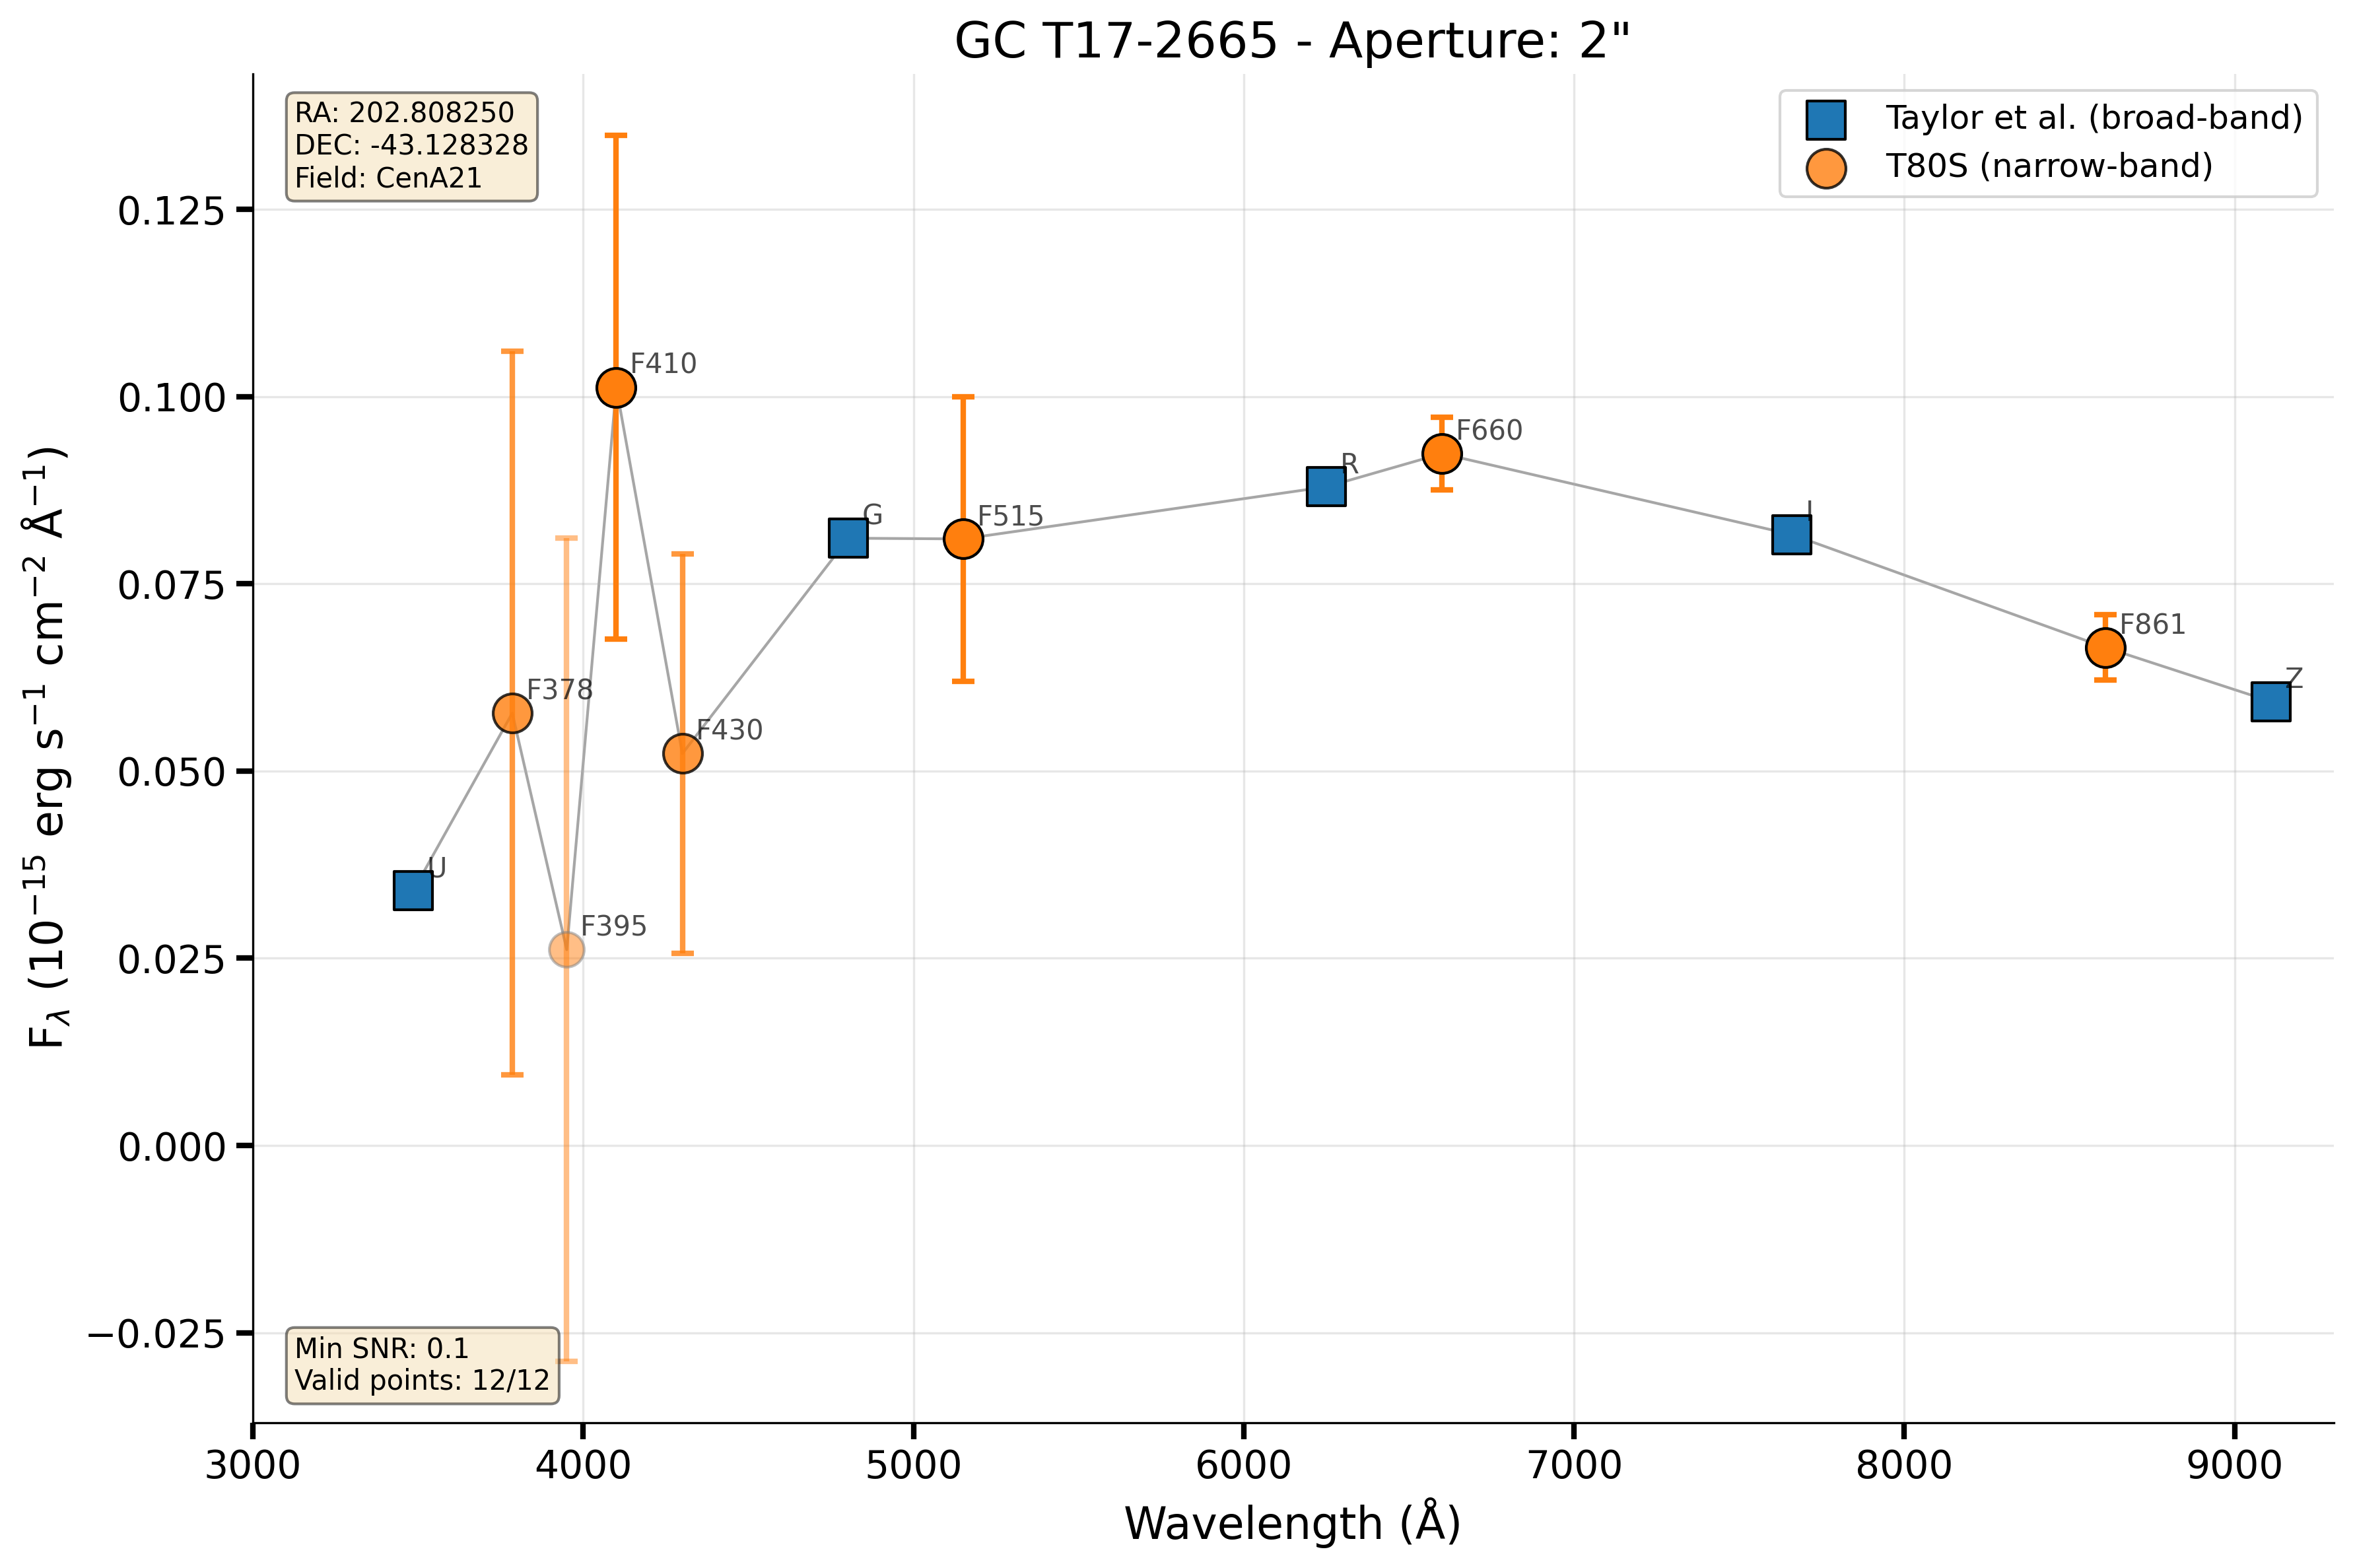 GC T17-2665 - Aperture: 2"
RA: 202.808250
DEC: -43.128328
Field: CenA21
Taylor et al. (broad-band)
T80S (narrow-band)
F_λ (10⁻¹⁵ erg s⁻¹ cm⁻² Å⁻¹)
0.125
0.100
0.075
0.050
0.025
0.000
−0.025
U
F378
F395
F410
F430
G
F515
R
F660
I
F861
Z
Min SNR: 0.1
Valid points: 12/12
3000 4000 5000 6000 7000 8000 9000
Wavelength (Å)